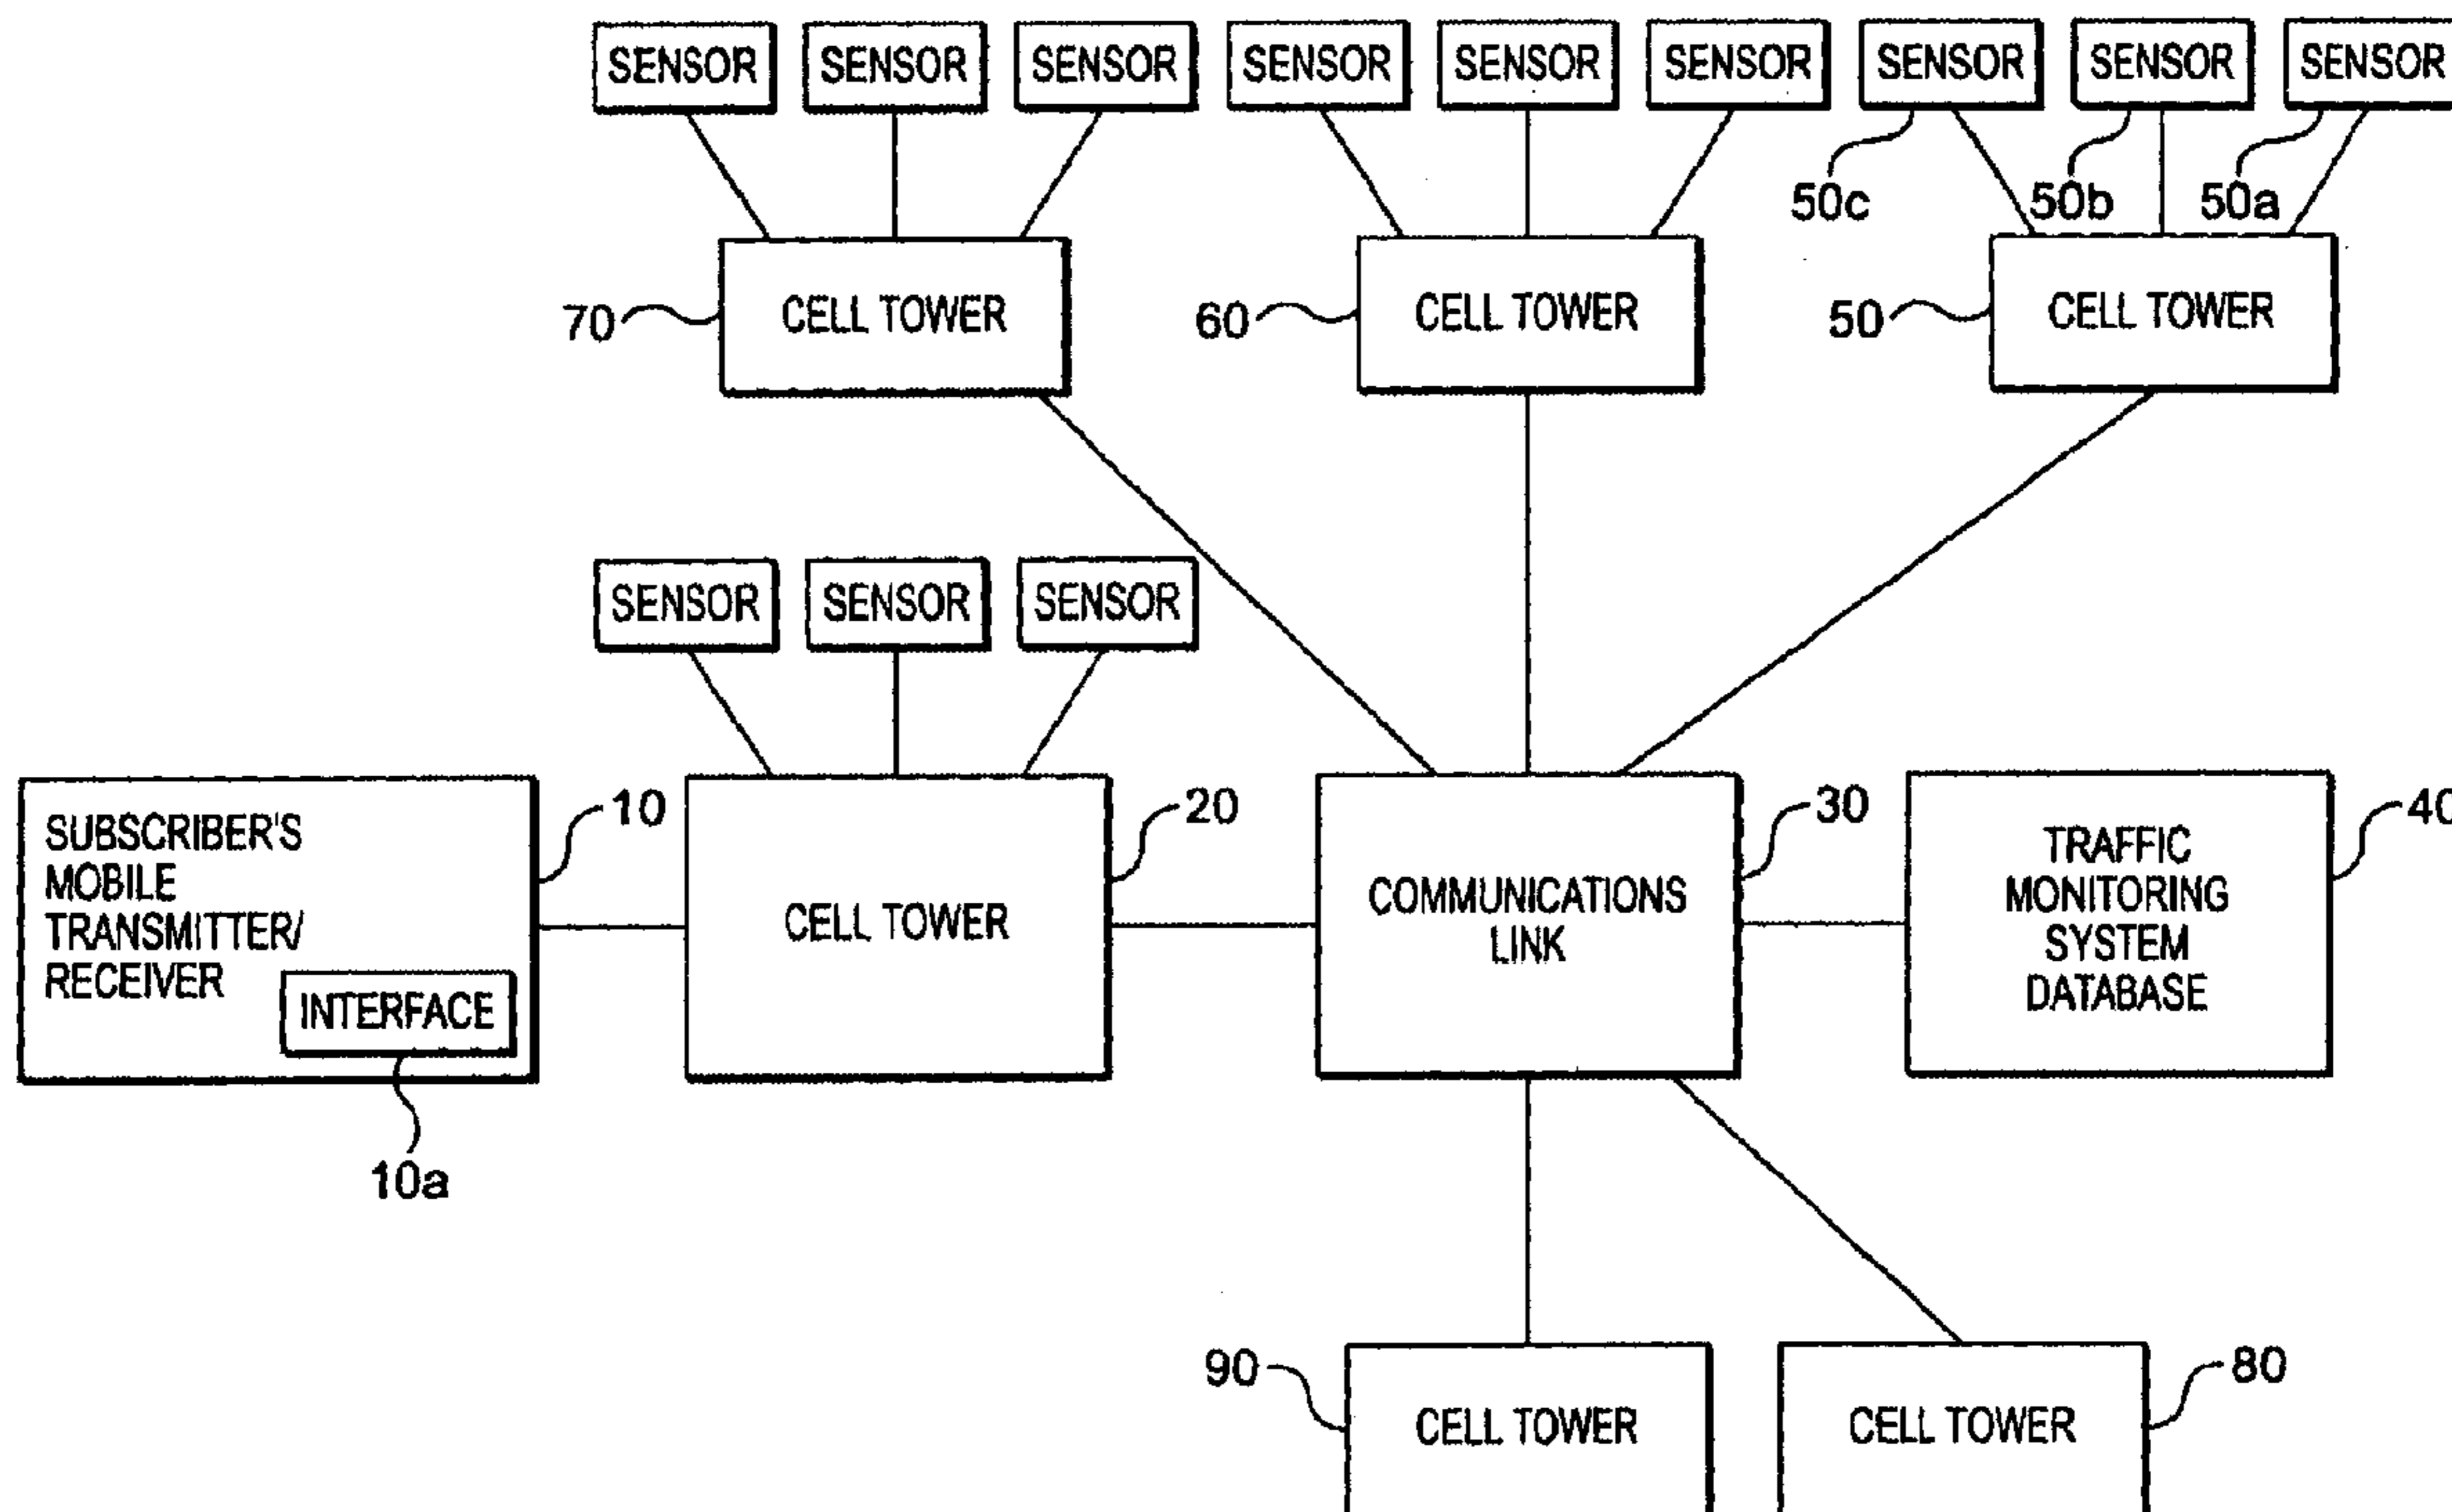 SENSOR SENSOR SENSOR SENSOR SENSOR SENSOR SENSOR SENSOR SENSOR
50c 50b 50a
70 CELL TOWER 60 CELL TOWER 50 CELL TOWER
SENSOR SENSOR SENSOR
SUBSCRIBER'S
MOBILE
TRANSMITTER/
RECEIVER
INTERFACE
10
10a
CELL TOWER
20
COMMUNICATIONS
LINK
30
TRAFFIC
MONITORING
SYSTEM
DATABASE
40
90 CELL TOWER CELL TOWER 80